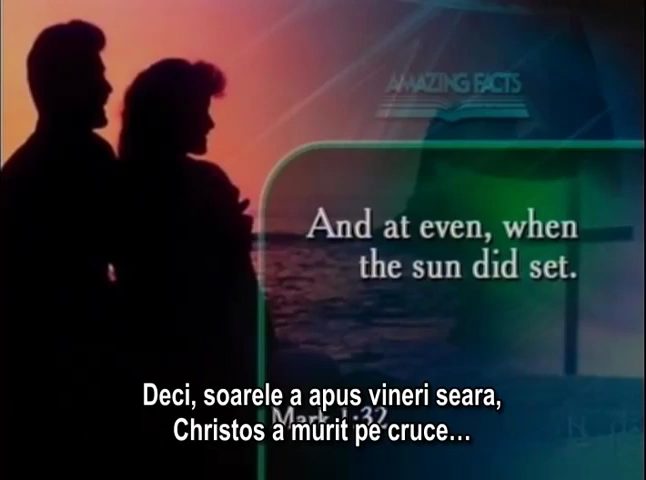 AMAZING FACTS
And at even, when
the sun did set.
Deci, soarele a apus vineri seara,
Mark 1:32
Christos a murit pe cruce...